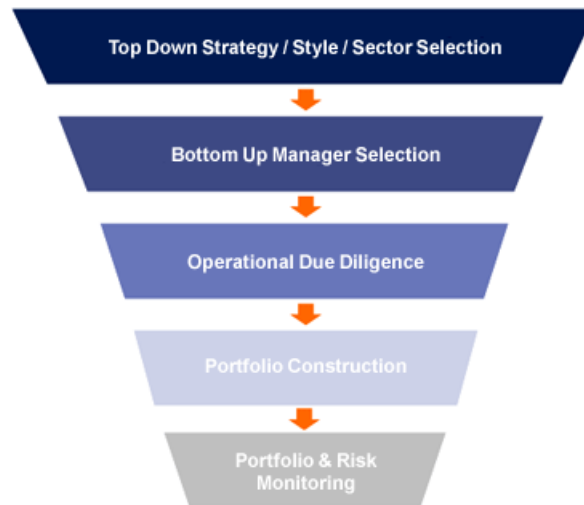 Top Down Strategy / Style / Sector Selection
Bottom Up Manager Selection
Operational Due Diligence
Portfolio Construction
Portfolio & Risk
Monitoring